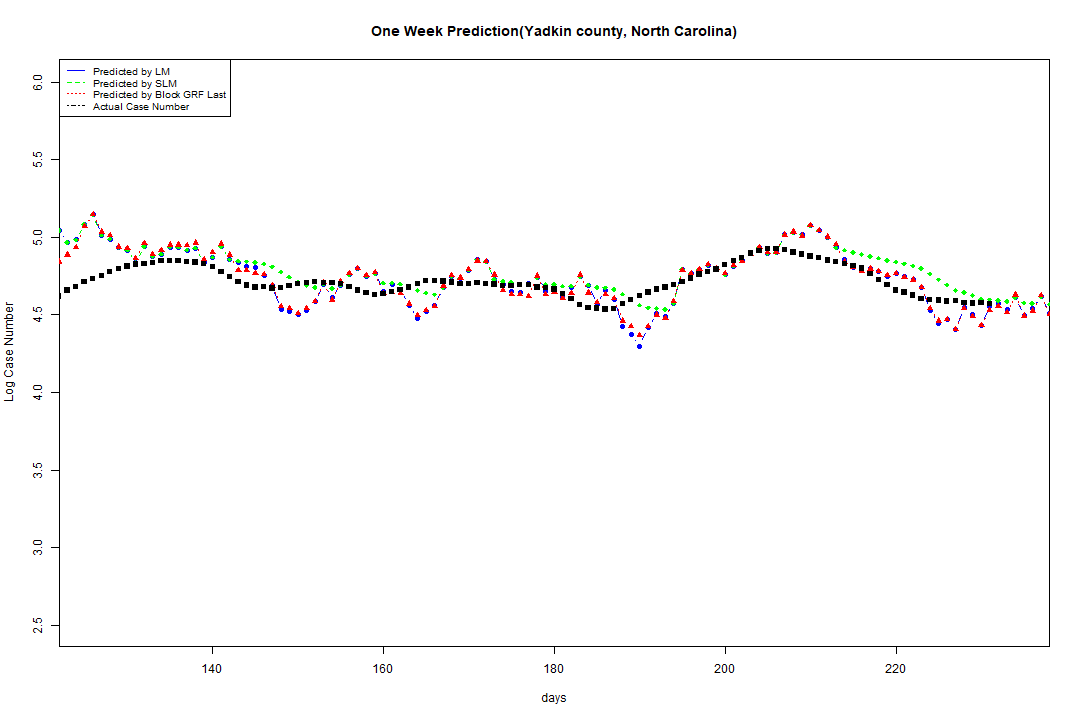 One Week Prediction(Yadkin county, North Carolina)
Predicted by LM
Predicted by SLM
Predicted by Block GRF Last
Actual Case Number
6.0
5.5
5.0
4.5
4.0
3.5
3.0
2.5
Log Case Number
140 160 180 200 220
days